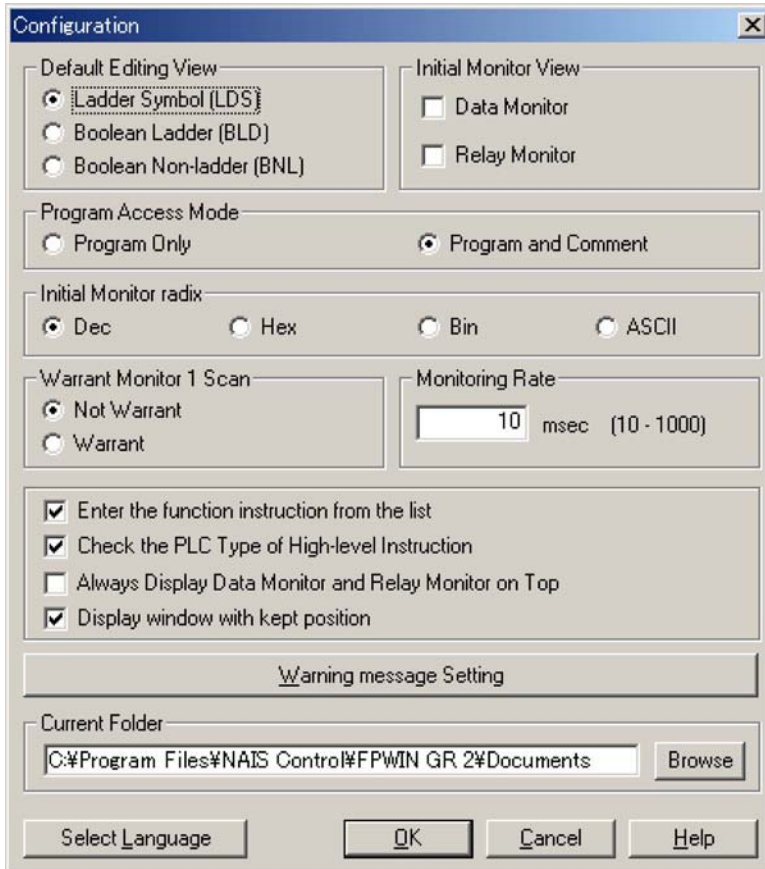 Configuration
Default Editing View
Ladder Symbol (LDS)
Boolean Ladder (BLD)
Boolean Non-ladder (BNL)
Initial Monitor View
Data Monitor
Relay Monitor
Program Access Mode
Program Only
Program and Comment
Initial Monitor radix
Dec
Hex
Bin
ASCII
Warrant Monitor 1 Scan
Not Warrant
Warrant
Monitoring Rate
10 msec (10 - 1000)
Enter the function instruction from the list
Check the PLC Type of High-level Instruction
Always Display Data Monitor and Relay Monitor on Top
Display window with kept position
Warning message Setting
Current Folder
C:¥Program Files¥NAIS Control¥FPWIN GR 2¥Documents
Browse
Select Language
OK
Cancel
Help